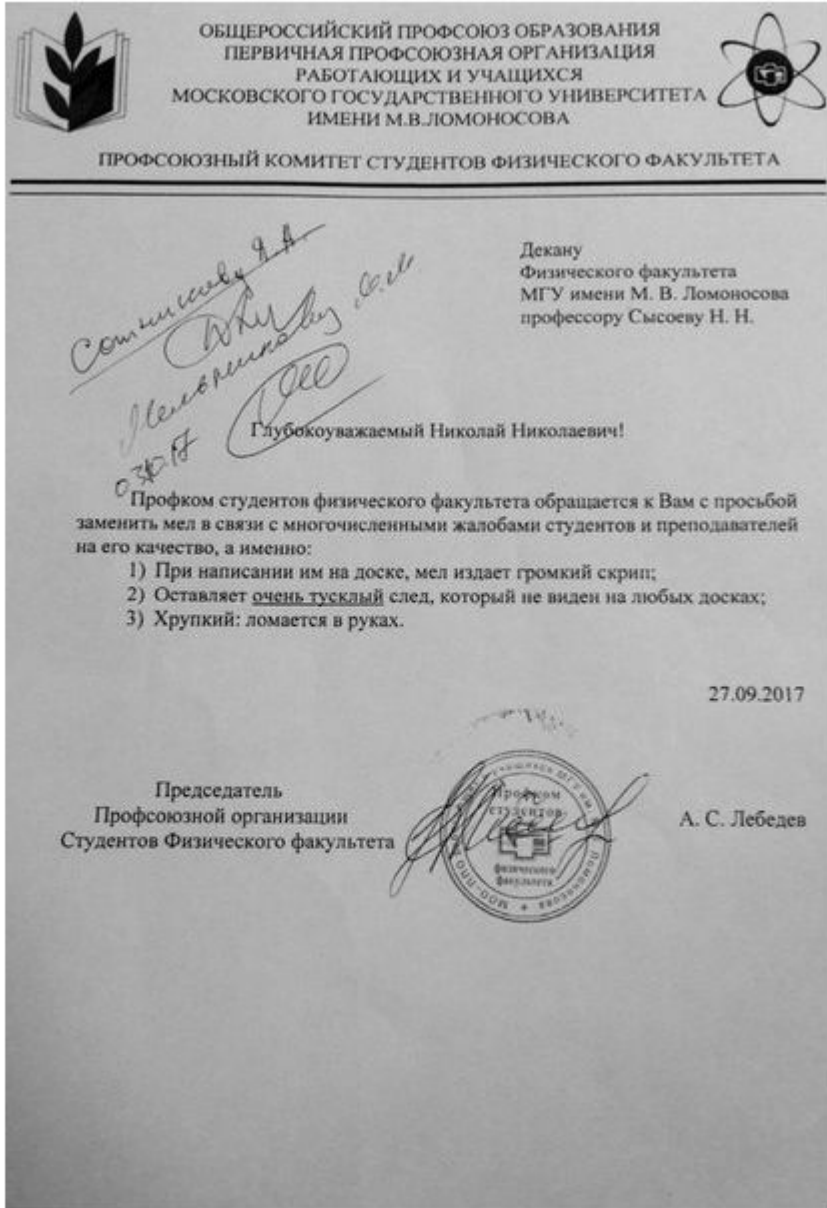 ОБЩЕРОССИЙСКИЙ ПРОФСОЮЗ ОБРАЗОВАНИЯ
ПЕРВИЧНАЯ ПРОФСОЮЗНАЯ ОРГАНИЗАЦИЯ
РАБОТАЮЩИХ И УЧАЩИХСЯ
МОСКОВСКОГО ГОСУДАРСТВЕННОГО УНИВЕРСИТЕТА
ИМЕНИ М.В.ЛОМОНОСОВА
ПРОФСОЮЗНЫЙ КОМИТЕТ СТУДЕНТОВ ФИЗИЧЕСКОГО ФАКУЛЬТЕТА
Декану
Физического факультета
МГУ имени М. В. Ломоносова
профессору Сысоеву Н. Н.
Глубокоуважаемый Николай Николаевич!
Профком студентов физического факультета обращается к Вам с просьбой
заменить мел в связи с многочисленными жалобами студентов и преподавателей
на его качество, а именно:
1) При написании им на доске, мел издает громкий скрип;
2) Оставляет очень тусклый след, который не виден на любых досках;
3) Хрупкий: ломается в руках.
27.09.2017
Председатель
Профсоюзной организации
Студентов Физического факультета
А. С. Лебедев
Профком
студентов
физического
факультета